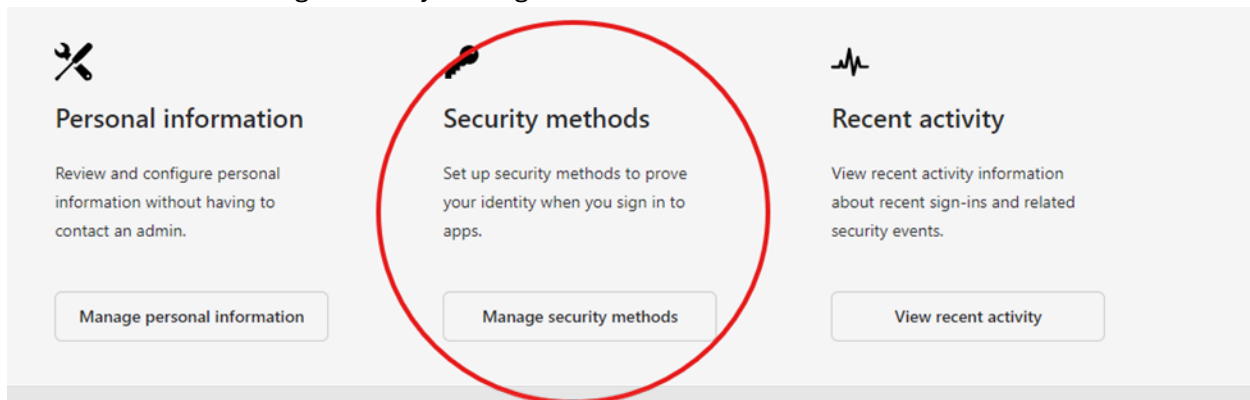 Personal information
Review and configure personal
information without having to
contact an admin.
Manage personal information
Security methods
Set up security methods to prove
your identity when you sign in to
apps.
Manage security methods
Recent activity
View recent activity information
about recent sign-ins and related
security events.
View recent activity